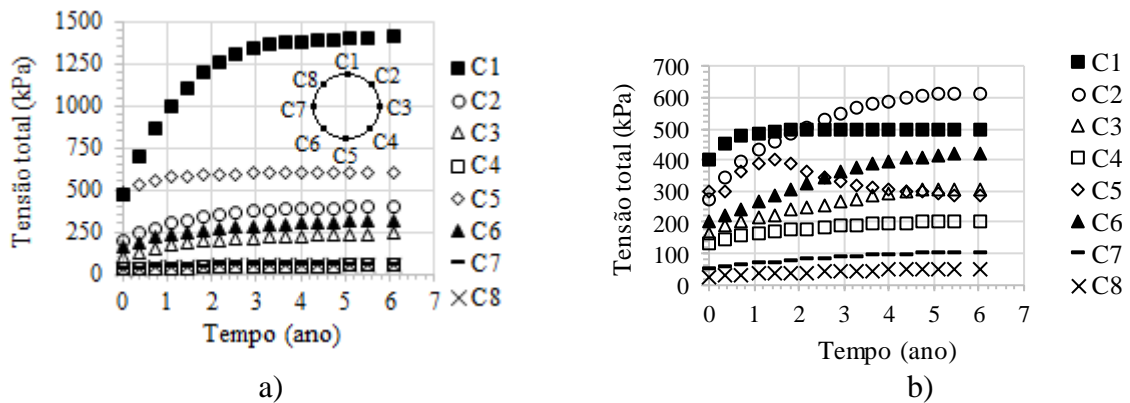 Tensão total (kPa)
1500
1250
1000
750
500
250
0
0 1 2 3 4 5 6 7
Tempo (ano)
C1
C2
C3
C4
C5
C6
C7
C8
C1
C2
C3
C4
C5
C6
C7
C8
a)
Tensão total (kPa)
700
600
500
400
300
200
100
0
0 1 2 3 4 5 6 7
Tempo (ano)
C1
C2
C3
C4
C5
C6
C7
C8
b)